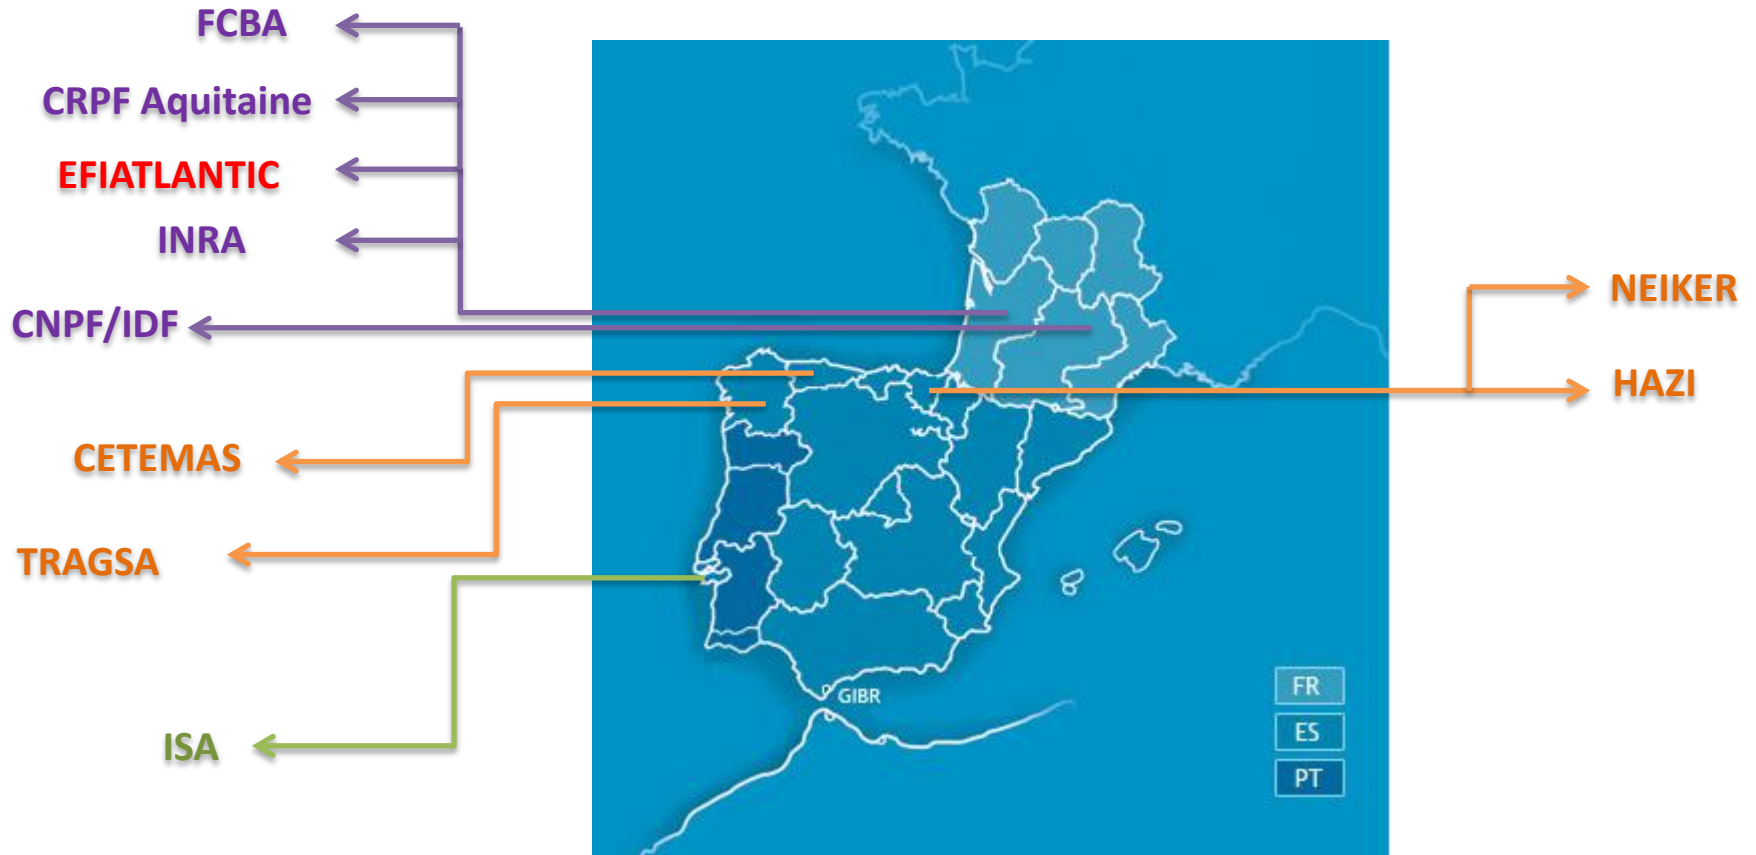 FCBA
CRPF Aquitaine
EFIATLANTIC
INRA
CNPF/IDF
CETEMAS
TRAGSA
ISA
NEIKER
HAZI
GIBR
FR
ES
PT